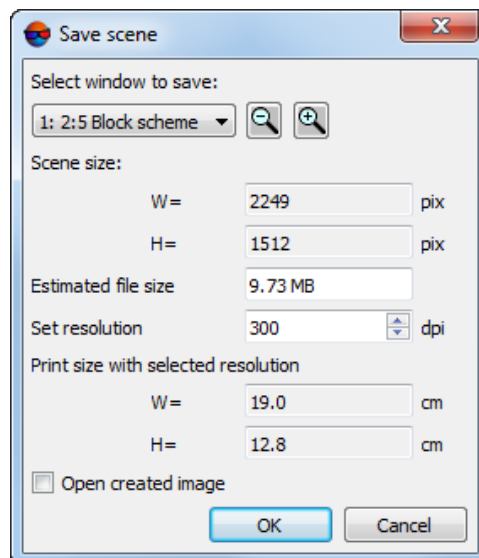 Save scene
Select window to save:
1: 2:5 Block scheme
Scene size:
W= 2249 pix
H= 1512 pix
Estimated file size 9.73 MB
Set resolution 300 dpi
Print size with selected resolution
W= 19.0 cm
H= 12.8 cm
Open created image
OK Cancel